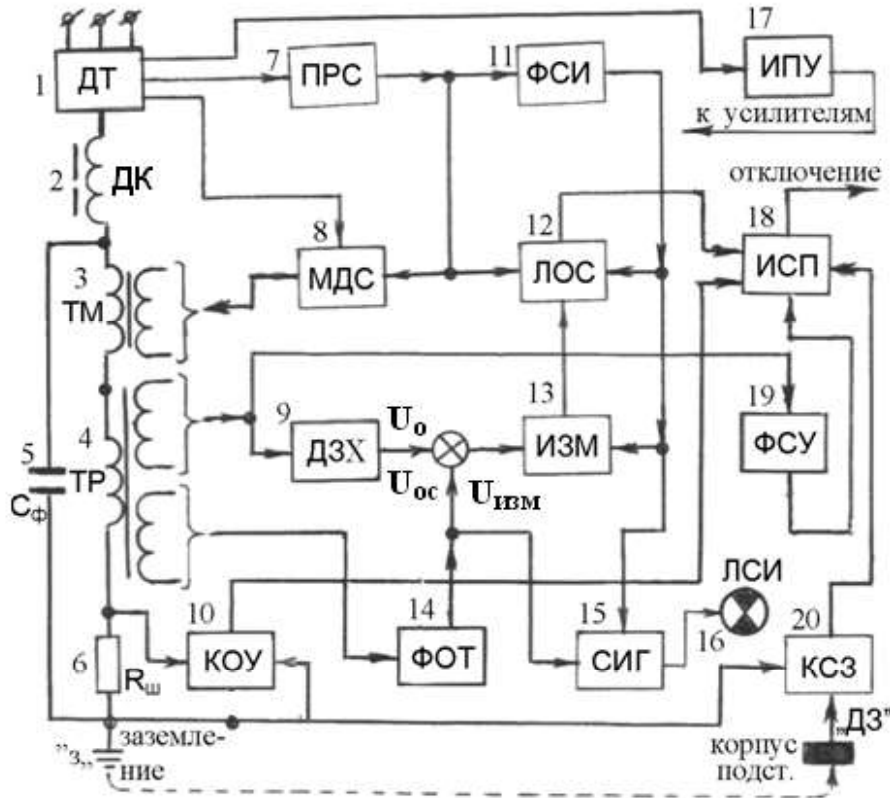 17
7
11
ДТ
ПРС
ФСИ
ИПУ
1
к усилителям
2
ДК
отключение
12
18
8
3
МДС
ЛОС
ИСП
ТМ
13
19
9
4
U₀
5
ДЗХ
ИЗМ
ФСУ
ТР
Uос
Uизм
Сф
ЛСИ
10
14
15
20
16
6
КОУ
ФОТ
СИГ
КСЗ
Rш
"ДЗ"
заземле-
корпус
"з„
ние
подст.